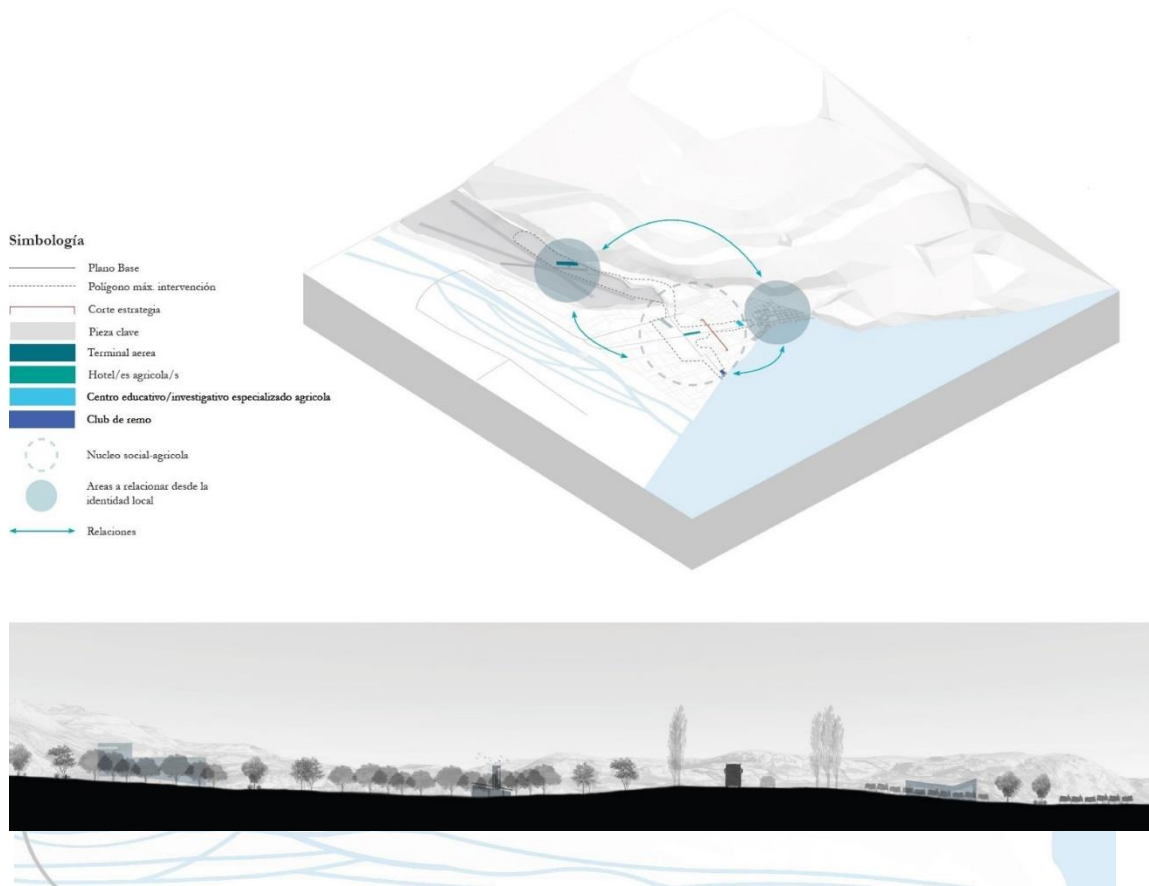 Simbología
Plano Base
Polígono máx. intervención
Corte estrategia
Pieza clave
Terminal aerea
Hotel/es agricola/s
Centro educativo/investigativo especializado agricola
Club de remo
Nucleo social-agricola
Areas a relacionar desde la
identidad local
Relaciones